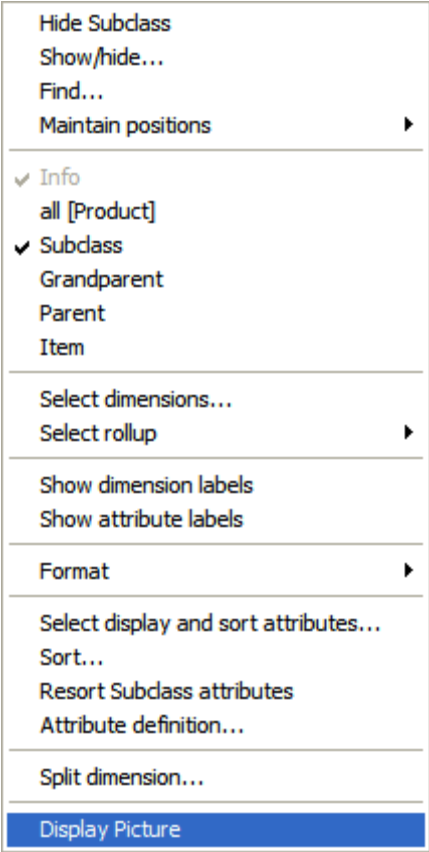 Hide Subclass
Show/hide...
Find...
Maintain positions
Info
all [Product]
Subclass
Grandparent
Parent
Item
Select dimensions...
Select rollup
Show dimension labels
Show attribute labels
Format
Select display and sort attributes...
Sort...
Resort Subclass attributes
Attribute definition...
Split dimension...
Display Picture